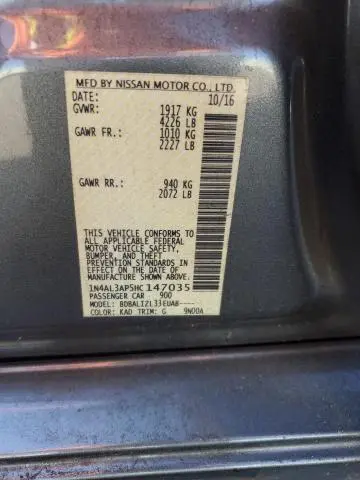 MFD BY NISSAN MOTOR CO., LTD.
DATE: 10/16
GVWR: 1917 KG
4226 LB
GAWR FR.: 1010 KG
2227 LB
GAWR RR.: 940 KG
2072 LB
THIS VEHICLE CONFORMS TO
ALL APPLICABLE FEDERAL
MOTOR VEHICLE SAFETY,
BUMPER, AND THEFT
PREVENTION STANDARDS IN
EFFECT ON THE DATE OF
MANUFACTURE SHOWN ABOVE.
1N4AL3AP5HC147035
PASSENGER CAR 900
MODEL: BDBALIZL33EUA8-----
COLOR: KAD TRIM: G 9N00A